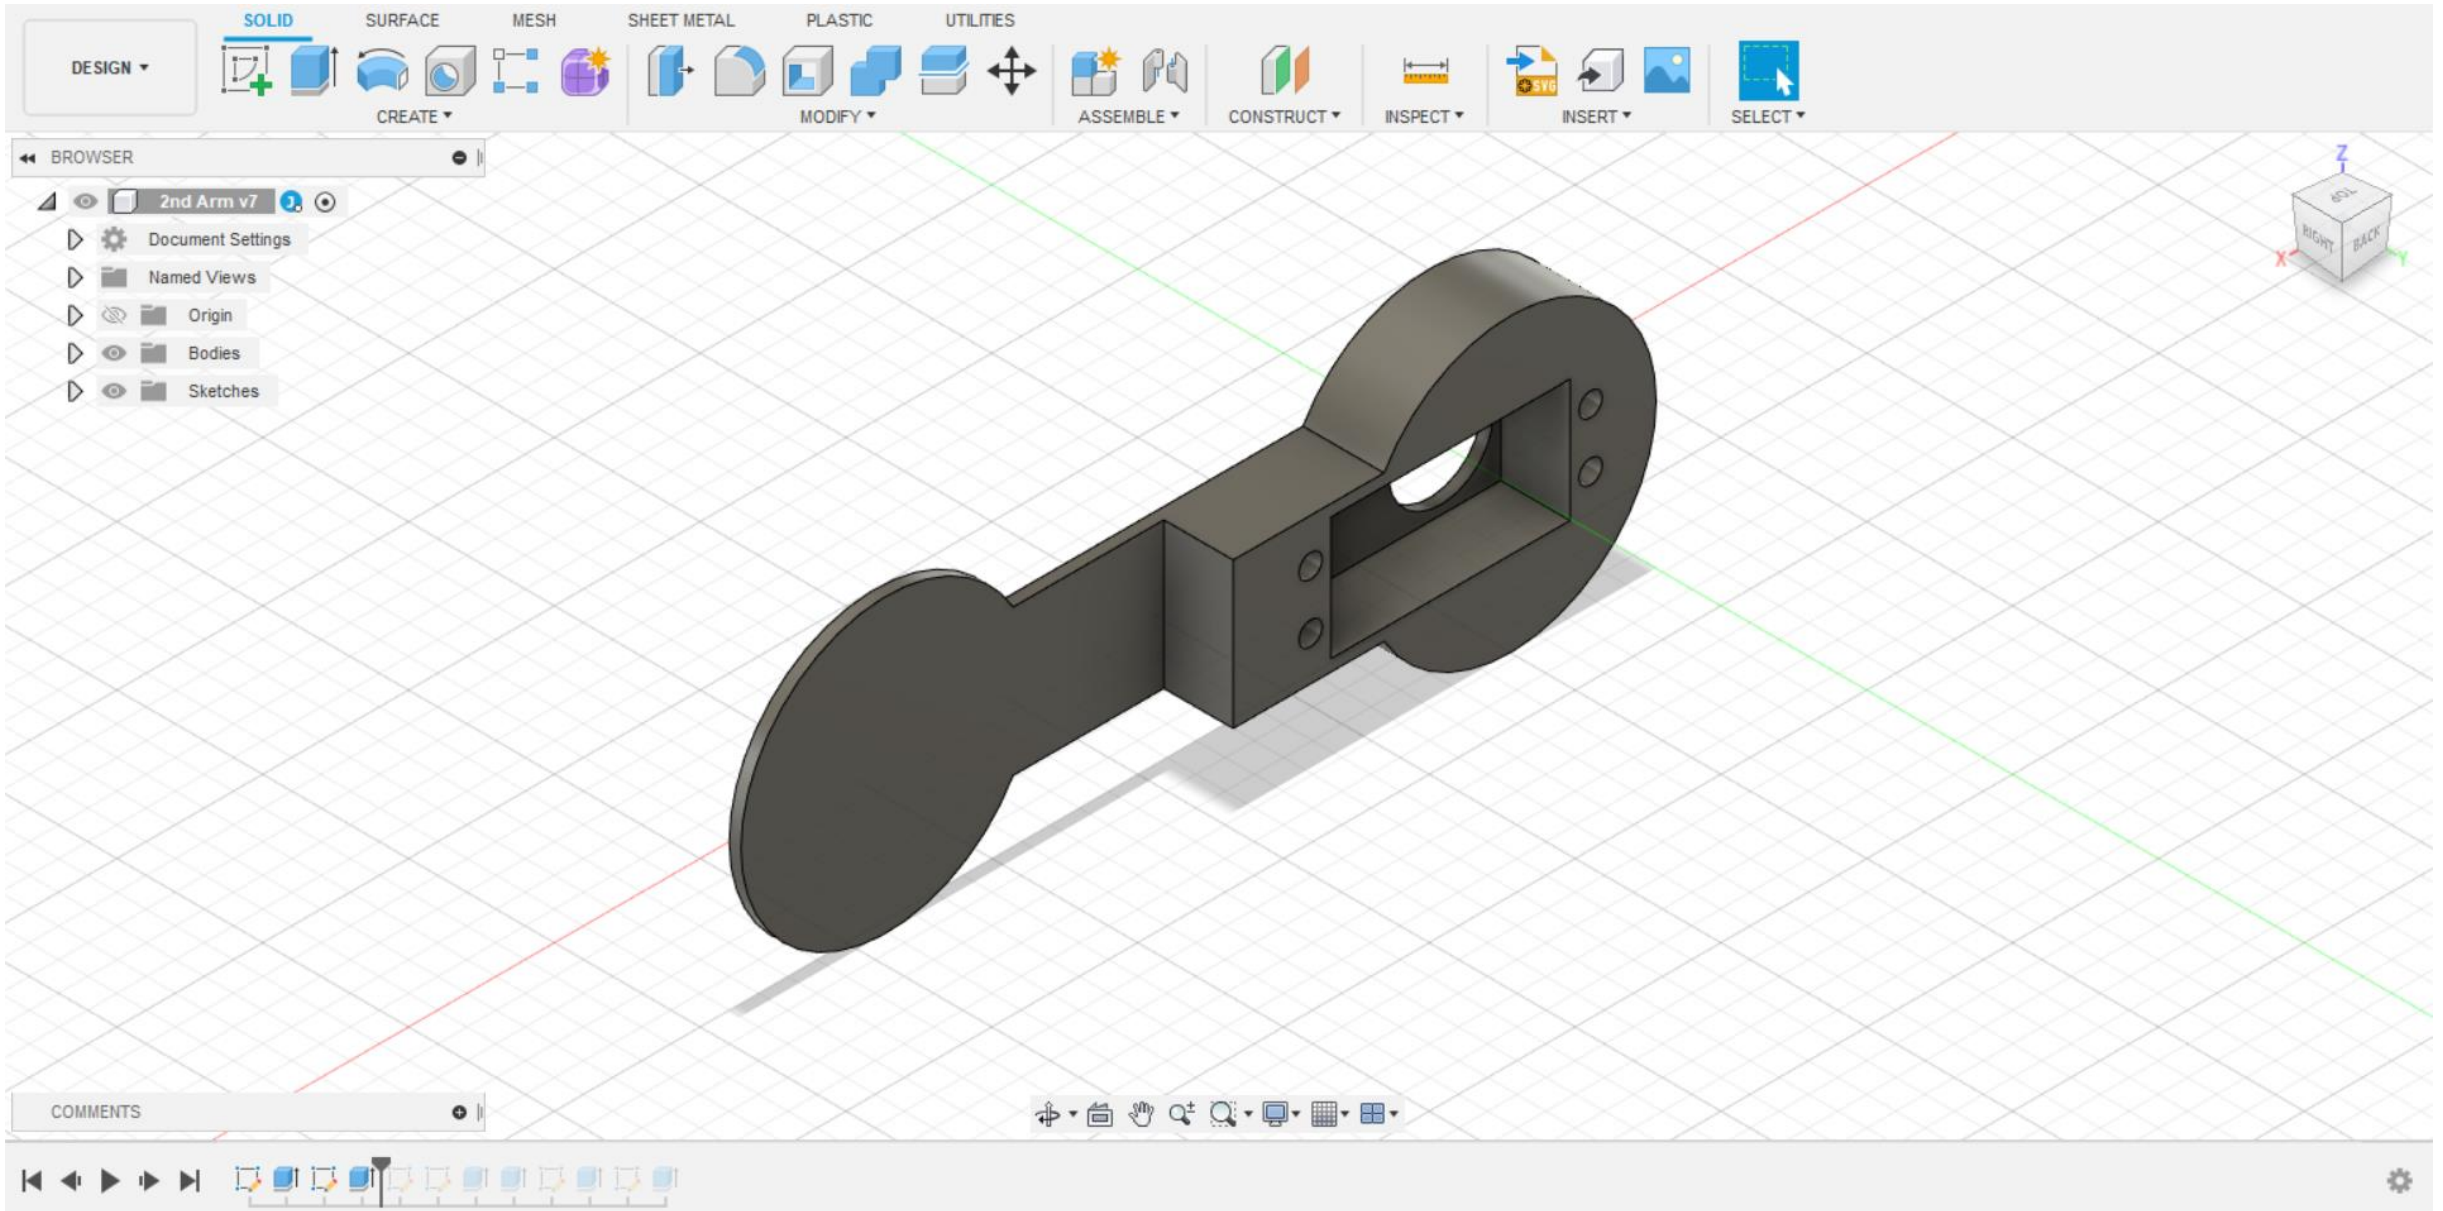 SOLID SURFACE MESH SHEET METAL PLASTIC UTILITIES
DESIGN
SVG
CREATE MODIFY ASSEMBLE CONSTRUCT INSPECT INSERT SELECT
BROWSER
2nd Arm v7 J
Document Settings
Named Views
Origin
Bodies
Sketches
Z
TOP
RIGHT BACK
X Y
COMMENTS